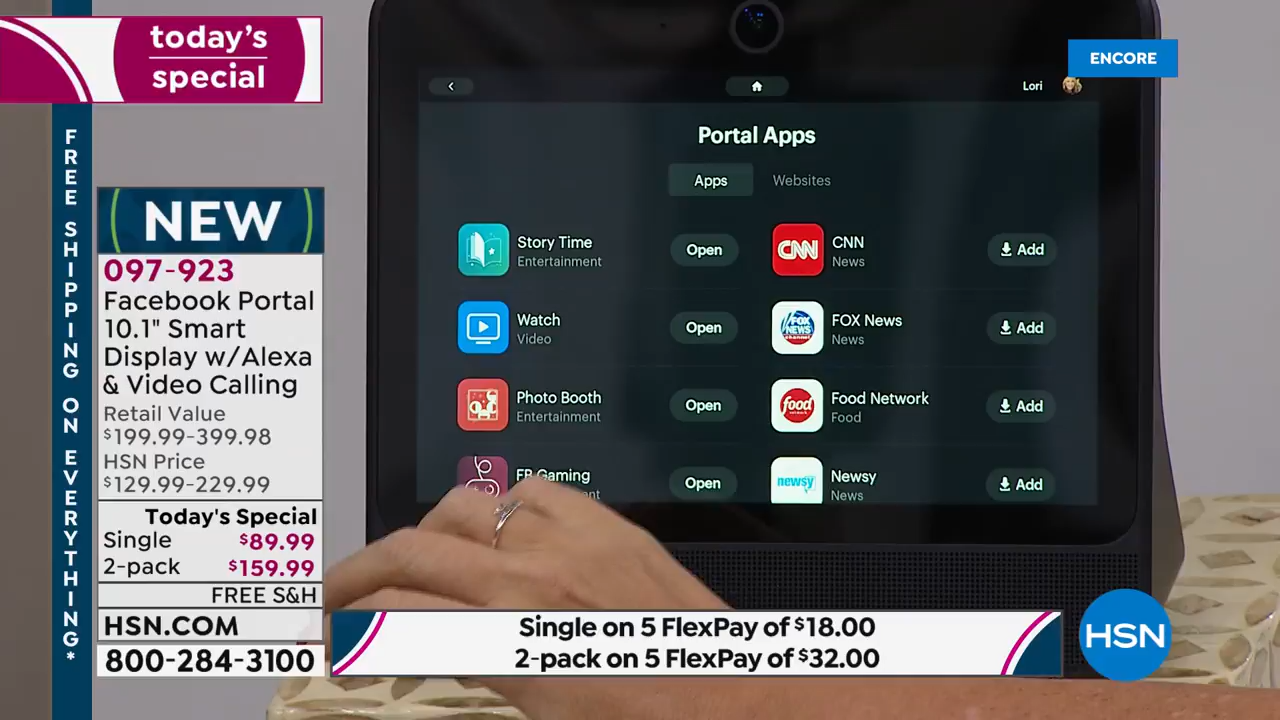 today's
special
ENCORE
FREE SHIPPING ON EVERYTHING*
NEW
097-923
Facebook Portal
10.1" Smart
Display w/Alexa
& Video Calling
Retail Value
$199.99-399.98
HSN Price
$129.99-229.99
Today's Special
Single $89.99
2-pack $159.99
FREE S&H
HSN.COM
800-284-3100
Lori
Portal Apps
Apps Websites
Story Time
Entertainment
Open
CNN
CNN
News
Add
Watch
Video
Open
FOX
NEWS
channel
FOX News
News
Add
Photo Booth
Entertainment
Open
food
network
Food Network
Food
Add
FB Gaming
Open
newsy
Newsy
News
Add
Single on 5 FlexPay of $18.00
2-pack on 5 FlexPay of $32.00
HSN